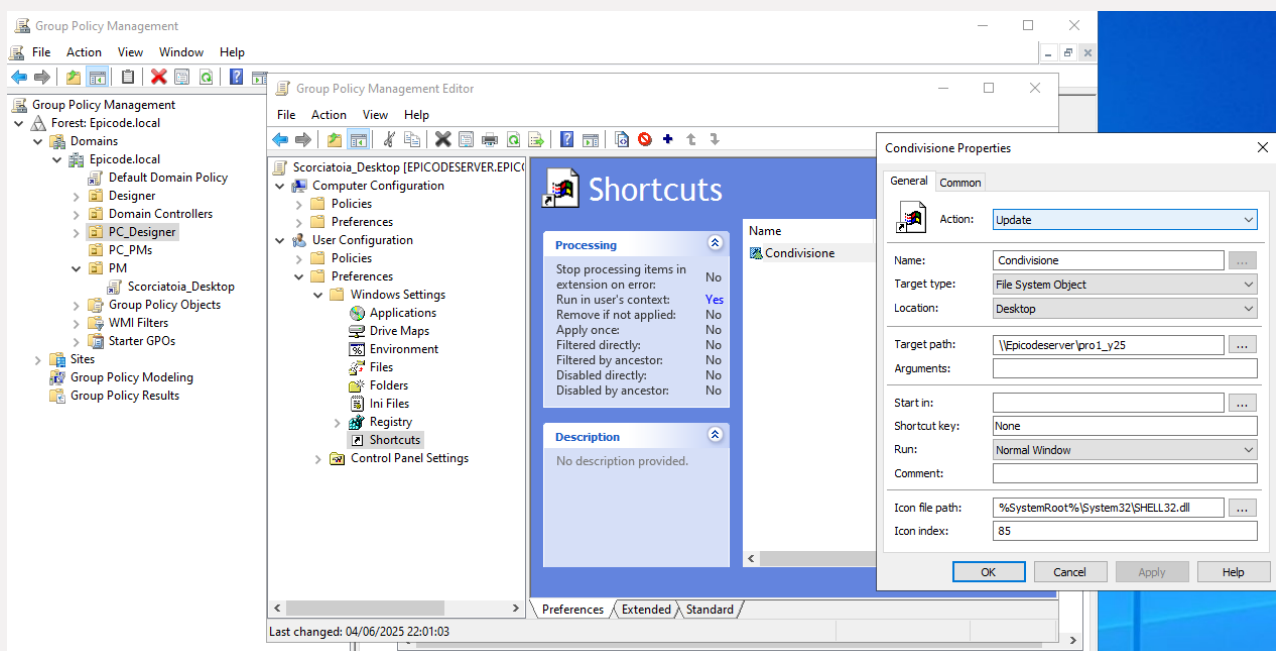 Group Policy Management
File Action View Window Help
Group Policy Management
Forest: Epicode.local
Domains
Epicode.local
Default Domain Policy
Designer
Domain Controllers
PC_Designer
PC_PMs
PM
Scorciatoia_Desktop
Group Policy Objects
WMI Filters
Starter GPOs
Sites
Group Policy Modeling
Group Policy Results
Group Policy Management Editor
File Action View Help
Scorciatoia_Desktop [EPICODESERVER.EPIC
Computer Configuration
Policies
Preferences
User Configuration
Policies
Preferences
Windows Settings
Applications
Drive Maps
Environment
Files
Folders
Ini Files
Registry
Shortcuts
Control Panel Settings
Shortcuts
Processing
Stop processing items in extension on error: No
Run in user's context: Yes
Remove if not applied: No
Apply once: No
Filtered directly: No
Filtered by ancestor: No
Disabled directly: No
Disabled by ancestor: No
Description
No description provided.
Name
Condivisione
Preferences Extended Standard
Last changed: 04/06/2025 22:01:03
Condivisione Properties
General Common
Action: Update
Name: Condivisione
Target type: File System Object
Location: Desktop
Target path: \\Epicodeserver\pro1_y25
Arguments:
Start in:
Shortcut key: None
Run: Normal Window
Comment:
Icon file path: %SystemRoot%\System32\SHELL32.dll
Icon index: 85
OK Cancel Apply Help